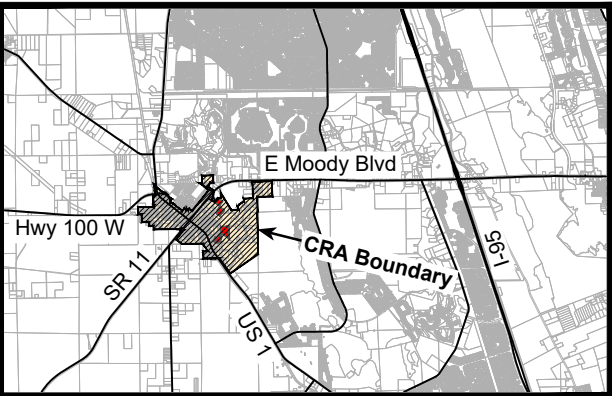 E Moody Blvd
Hwy 100 W
CRA Boundary
I-95
SR 11
US 1